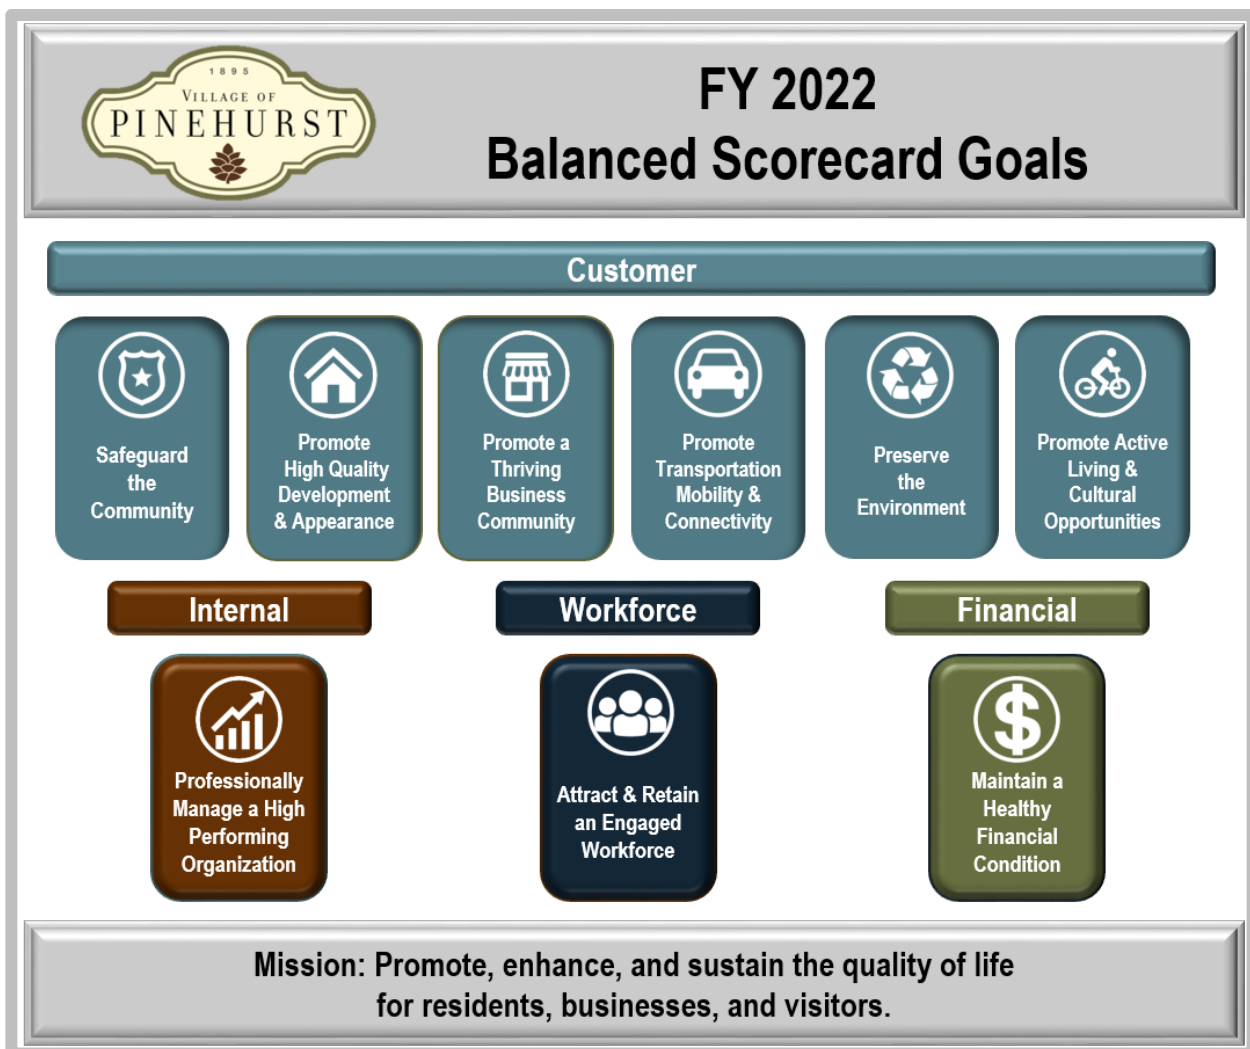 1895
VILLAGE OF
PINEHURST
FY 2022
Balanced Scorecard Goals
Customer
Safeguard
the
Community
Promote
High Quality
Development
& Appearance
Promote a
Thriving
Business
Community
Promote
Transportation
Mobility &
Connectivity
Preserve
the
Environment
Promote Active
Living &
Cultural
Opportunities
Internal
Workforce
Financial
Professionally
Manage a High
Performing
Organization
Attract & Retain
an Engaged
Workforce
Maintain a
Healthy
Financial
Condition
Mission: Promote, enhance, and sustain the quality of life
for residents, businesses, and visitors.